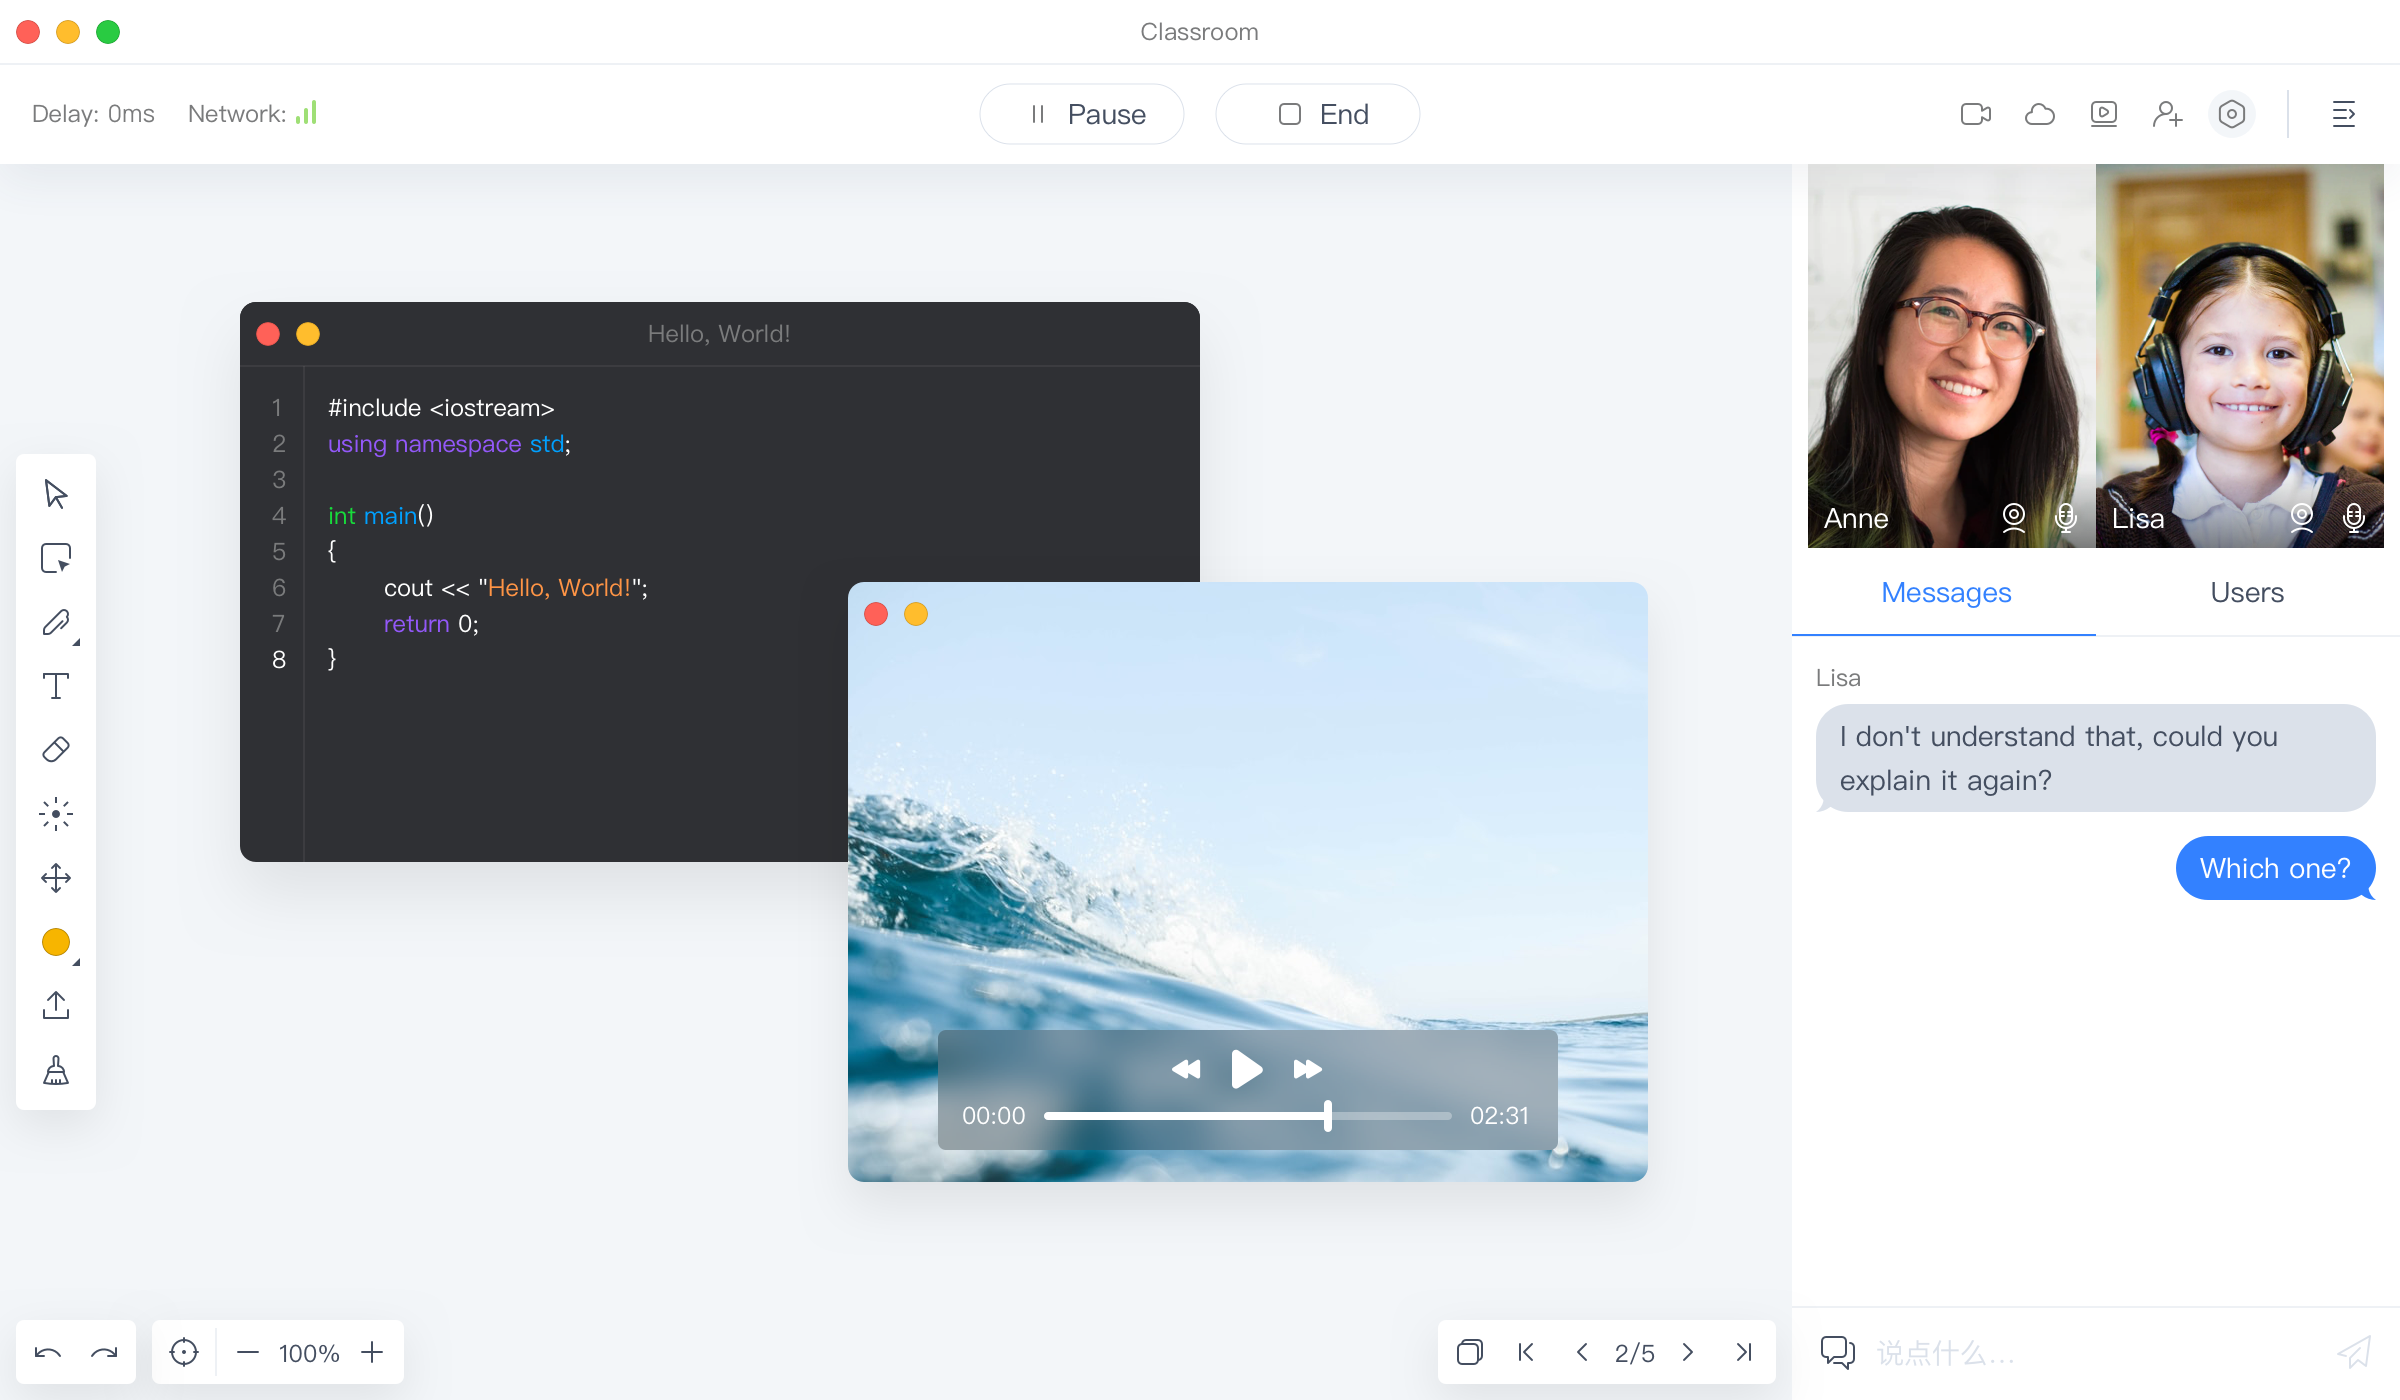 Classroom
Delay: 0ms Network:
Pause End
Hello, World!
1 #include <iostream>
2 using namespace std;
3
4 int main()
5 {
6 cout << "Hello, World!";
7 return 0;
8 }
00:00 02:31
100%
2/5
Anne Lisa
Messages Users
Lisa
I don't understand that, could you
explain it again?
Which one?
说点什么...